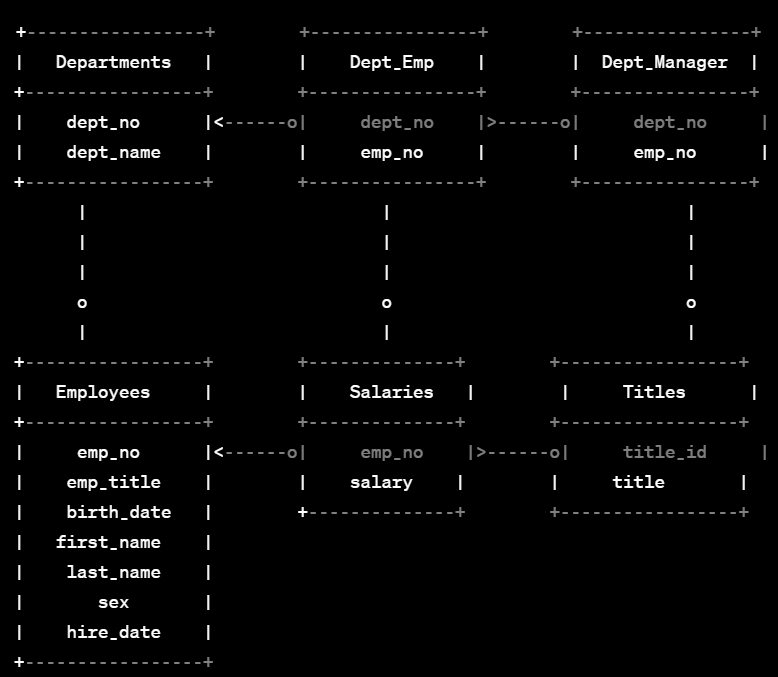 +-----------------+        +-----------------+        +-----------------+
|   Departments   |        |    Dept_Emp    |        |  Dept_Manager  |
+-----------------+        +----------------+        +----------------+
|    dept_no      |<------o|     dept_no    |>------o|     dept_no     |
|    dept_name    |        |     emp_no     |        |     emp_no      |
+-----------------+        +----------------+        +----------------+
      |                            |                            |
      |                            |                            |
      |                            |                            |
      o                            o                            o
      |                            |                            |
+-----------------+        +--------------+        +-----------------+
|   Employees     |        |    Salaries   |        |     Titles      |
+-----------------+        +--------------+        +-----------------+
|     emp_no      |<------o|     emp_no    |>------o|     title_id     |
|    emp_title    |        |    salary    |        |     title       |
|    birth_date   |        +--------------+        +-----------------+
|   first_name    |
|    last_name    |
|       sex       |
|    hire_date    |
+-----------------+